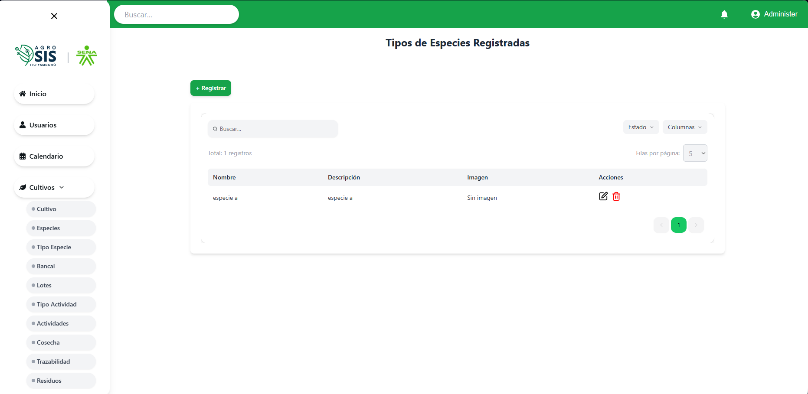 Buscar...
Administer
AGRO
SIS
SENA
Tipos de Especies Registradas
Inicio
+ Registrar
Usuarios
Buscar...
Estado
Columnas
Calendario
Total: 1 registros
Filas por página:
5
Nombre
Descripción
Imagen
Acciones
Cultivos
especie a
especie a
Sin imagen
Cultivo
Especies
<
1
>
Tipo Especie
Bancal
Lotes
Tipo Actividad
Actividades
Cosecha
Trazabilidad
Residuos